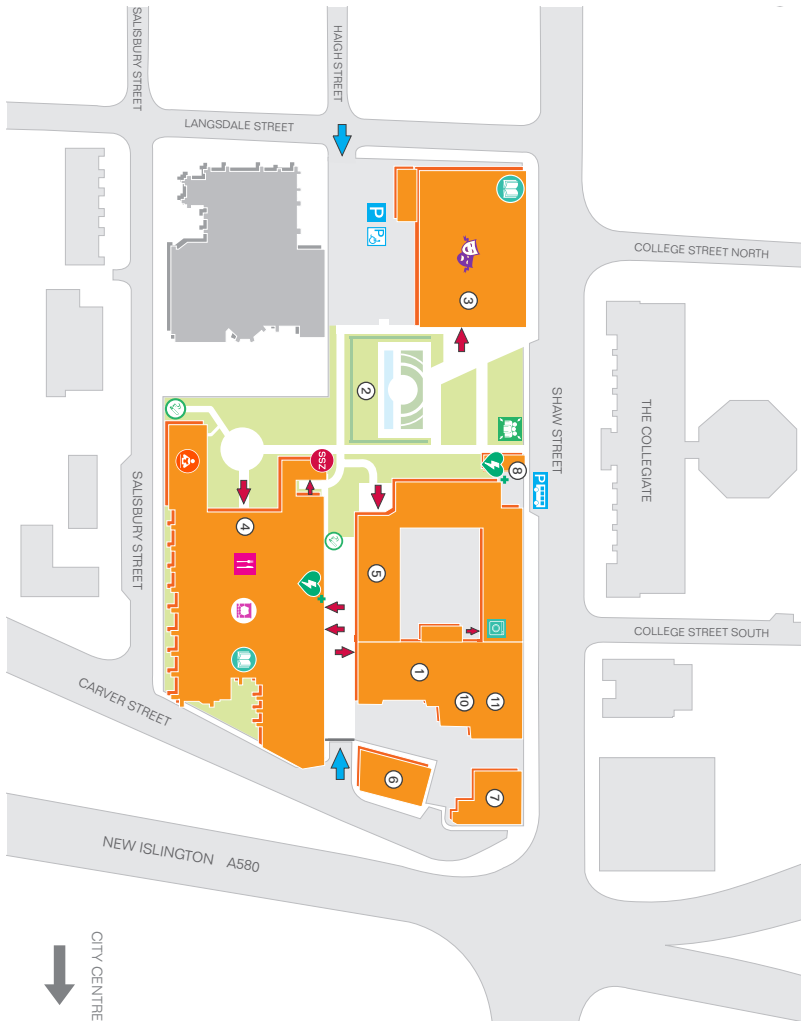 SALISBURY STREET
HAIGH STREET
LANGSDALE STREET
COLLEGE STREET NORTH
P
P
3
2
SHAW STREET
THE COLLEGIATE
SSZ
8
P
4
5
SALISBURY STREET
COLLEGE STREET SOUTH
1
10
11
CARVER STREET
6
7
NEW ISLINGTON A580
CITY CENTRE